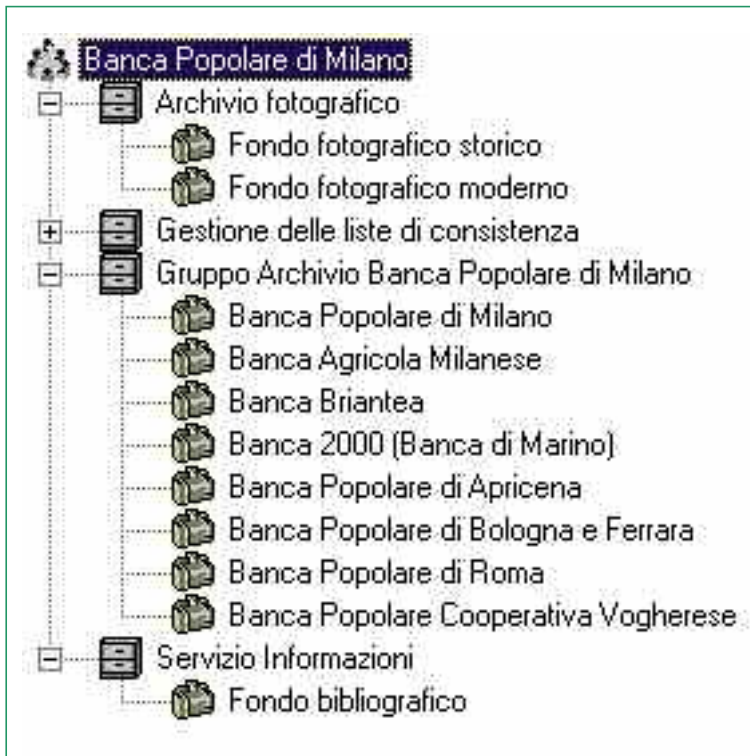 Banca Popolare di Milano
Archivio fotografico
Fondo fotografico storico
Fondo fotografico moderno
Gestione delle liste di consistenza
Gruppo Archivio Banca Popolare di Milano
Banca Popolare di Milano
Banca Agricola Milanese
Banca Briantea
Banca 2000 (Banca di Marino)
Banca Popolare di Apricena
Banca Popolare di Bologna e Ferrara
Banca Popolare di Roma
Banca Popolare Cooperativa Vogherese
Servizio Informazioni
Fondo bibliografico